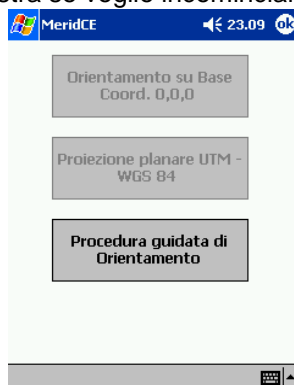 MeridCE 23.09 ok
Orientamento su Base
Coord. 0,0,0
Proiezione planare UTM -
WGS 84
Procedura guidata di
Orientamento